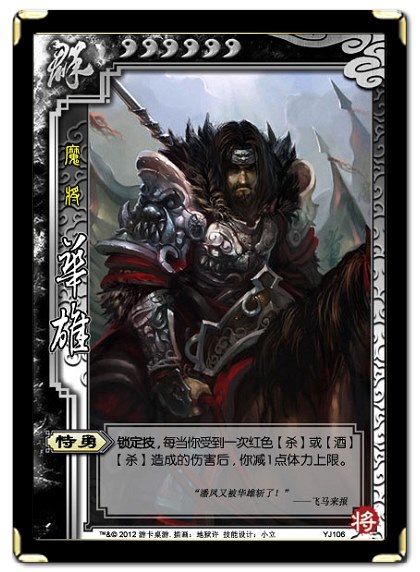 群
魔将
華雄
恃勇
锁定技，每当你受到一次红色【杀】或【酒】
【杀】造成的伤害后，你减1点体力上限。
“潘凤又被华雄斩了！”
——飞马来报
™&© 2012 游卡桌游. 插画：地狱许 技能设计：小立
YJ106
将